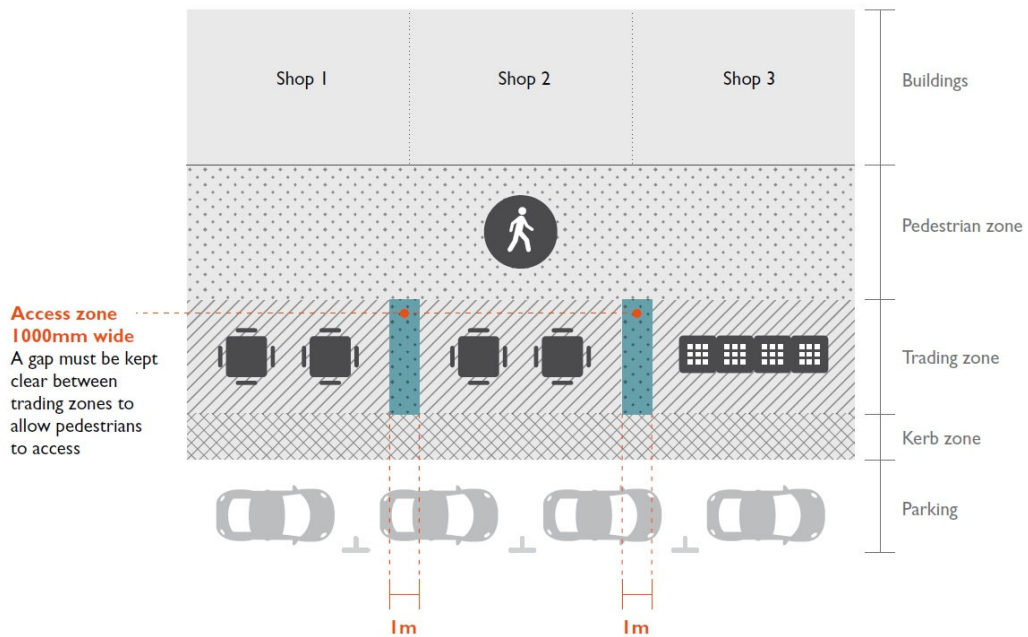 Shop 1
Shop 2
Shop 3
Buildings
Pedestrian zone
Access zone
1000mm wide
A gap must be kept
clear between
trading zones to
allow pedestrians
to access
Trading zone
Kerb zone
Parking
1m
1m